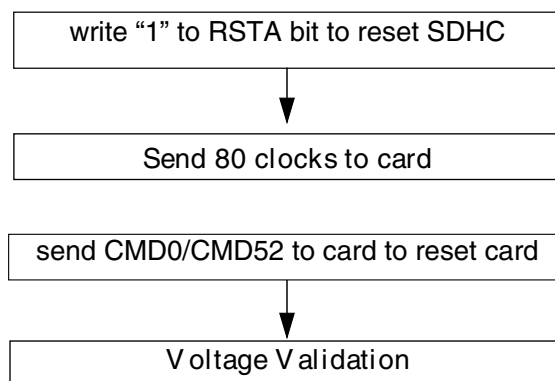 write “1” to RSTA bit to reset SDHC
Send 80 clocks to card
send CMD0/CMD52 to card to reset card
Voltage Validation